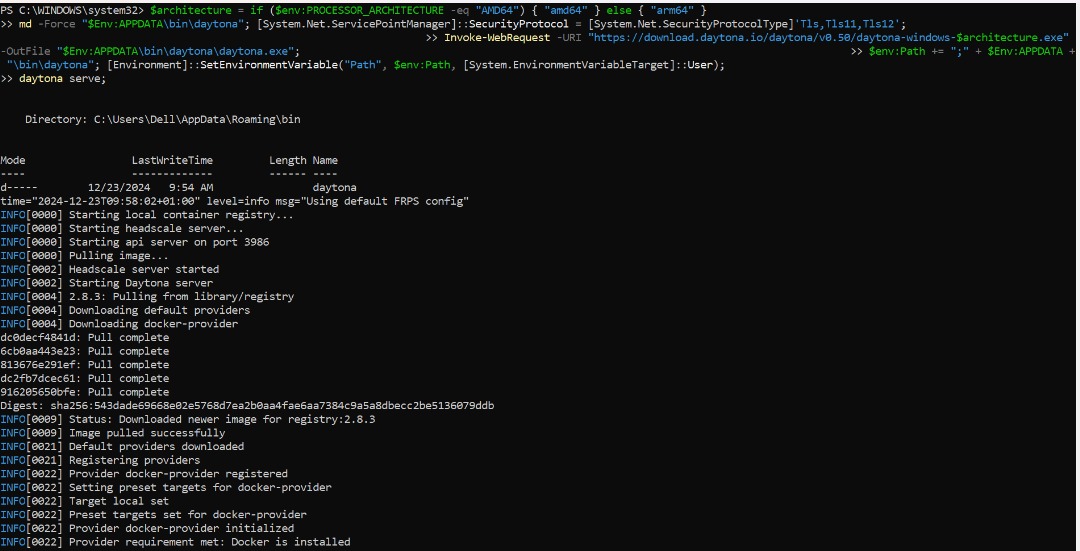 PS C:\WINDOWS\system32> $architecture = if ($env:PROCESSOR_ARCHITECTURE -eq "AMD64") { "amd64" } else { "arm64" }
>> md -Force "$Env:APPDATA\bin\daytona"; [System.Net.ServicePointManager]::SecurityProtocol = [System.Net.SecurityProtocolType]'Tls,Tls11,Tls12';
>> Invoke-WebRequest -URI "https://download.daytona.io/daytona/v0.50/daytona-windows-$architecture.exe"
-OutFile "$Env:APPDATA\bin\daytona\daytona.exe"; >> $env:Path += ";" + $Env:APPDATA +
"\bin\daytona"; [Environment]::SetEnvironmentVariable("Path", $env:Path, [System.EnvironmentVariableTarget]::User);
>> daytona serve;
Directory: C:\Users\Dell\AppData\Roaming\bin
Mode LastWriteTime Length Name
---- ------------- ------ ----
d----- 12/23/2024 9:54 AM daytona
time="2024-12-23T09:58:02+01:00" level=info msg="Using default FRPS config"
INFO[0000] Starting local container registry...
INFO[0000] Starting headscale server...
INFO[0000] Starting api server on port 3986
INFO[0000] Pulling image...
INFO[0002] Headscale server started
INFO[0002] Starting Daytona server
INFO[0004] 2.8.3: Pulling from library/registry
INFO[0004] Downloading default providers
INFO[0004] Downloading docker-provider
dc0decf4841d: Pull complete
6cb0aa443e23: Pull complete
813676e291ef: Pull complete
dc2fb7dcec61: Pull complete
916205650bfe: Pull complete
Digest: sha256:543dade69668e02e5768d7ea2b0aa4fae6aa7384c9a5a8dbecc2be5136079ddb
INFO[0009] Status: Downloaded newer image for registry:2.8.3
INFO[0009] Image pulled successfully
INFO[0021] Default providers downloaded
INFO[0021] Registering providers
INFO[0022] Provider docker-provider registered
INFO[0022] Setting preset targets for docker-provider
INFO[0022] Target local set
INFO[0022] Preset targets set for docker-provider
INFO[0022] Provider docker-provider initialized
INFO[0022] Provider requirement met: Docker is installed